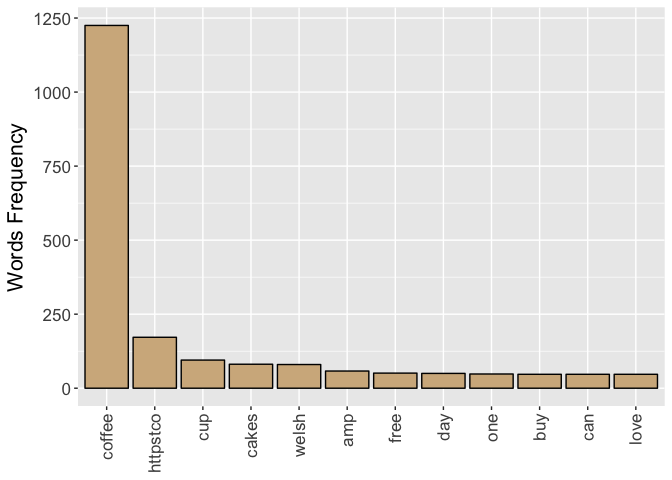 Words Frequency
1250
1000
750
500
250
0
coffee
httpstco
cup
cakes
welsh
amp
free
day
one
buy
can
love